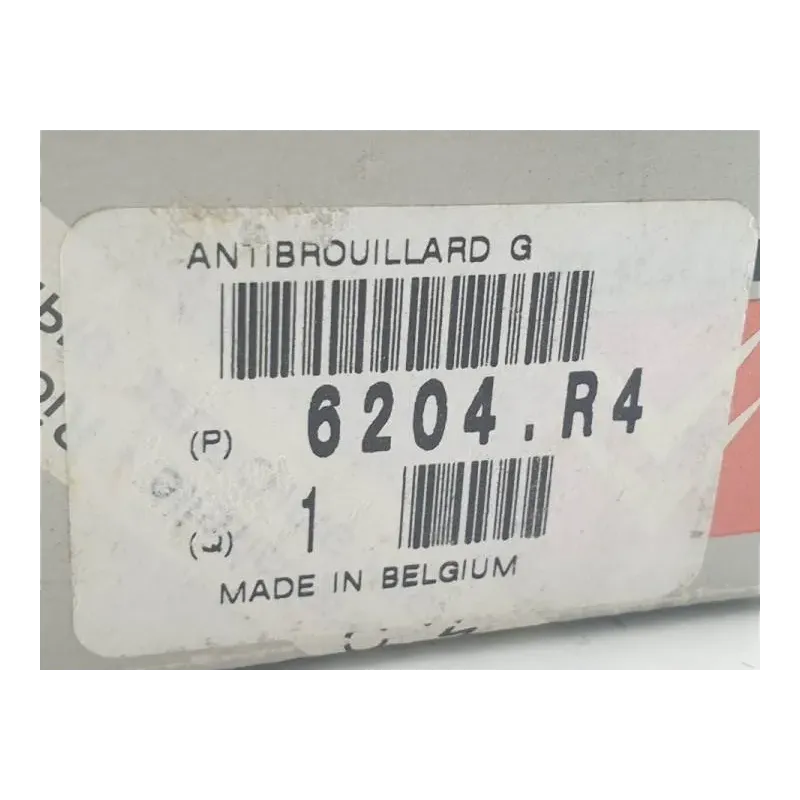 ANTIBROUILLARD G
(P) 6204.R4
(Q) 1
MADE IN BELGIUM